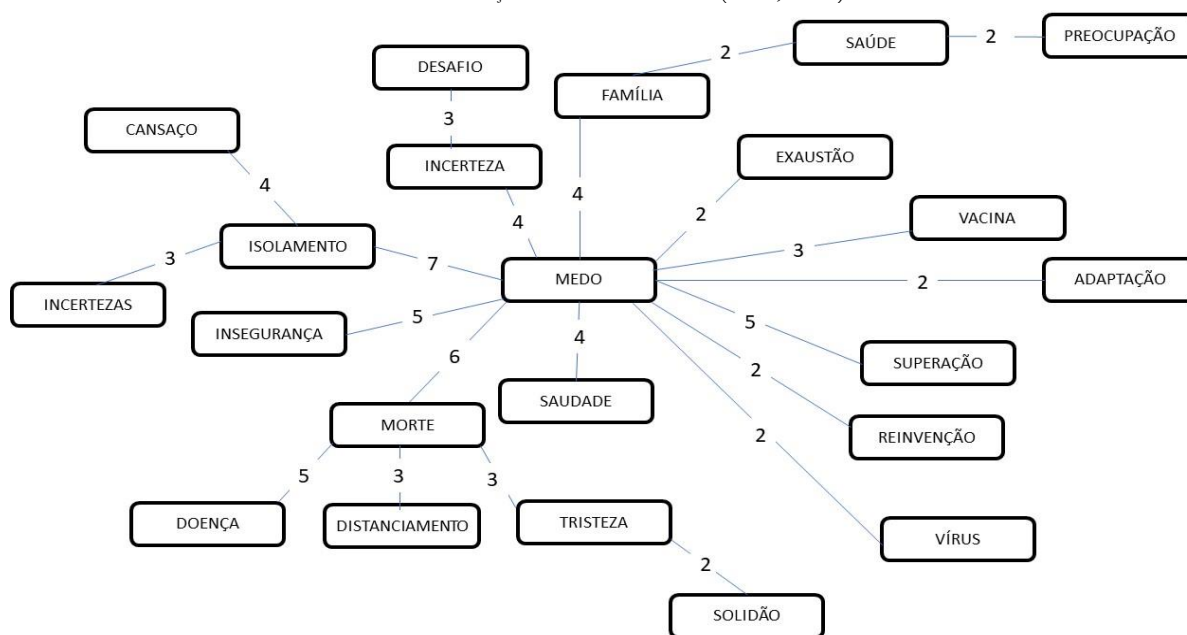 SAÚDE
2
PREOCUPAÇÃO
2
DESAFIO
FAMÍLIA
3
CANSAÇO
INCERTEZA
EXAUSTÃO
4
4
2
4
VACINA
ISOLAMENTO
3
3
7
MEDO
2
ADAPTAÇÃO
INCERTEZAS
INSEGURANÇA
5
4
5
SUPERAÇÃO
6
2
SAUDADE
MORTE
REINVENÇÃO
2
5
3
3
DOENÇA
DISTANCIAMENTO
TRISTEZA
VÍRUS
2
SOLIDÃO